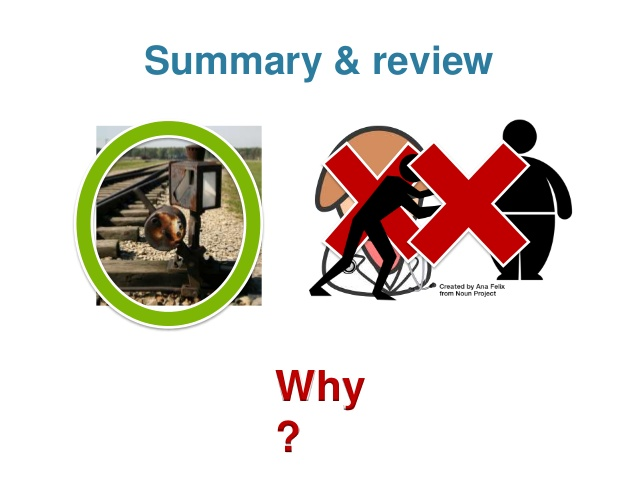 Summary & review
Created by Ana Felix
from Noun Project
Why
?